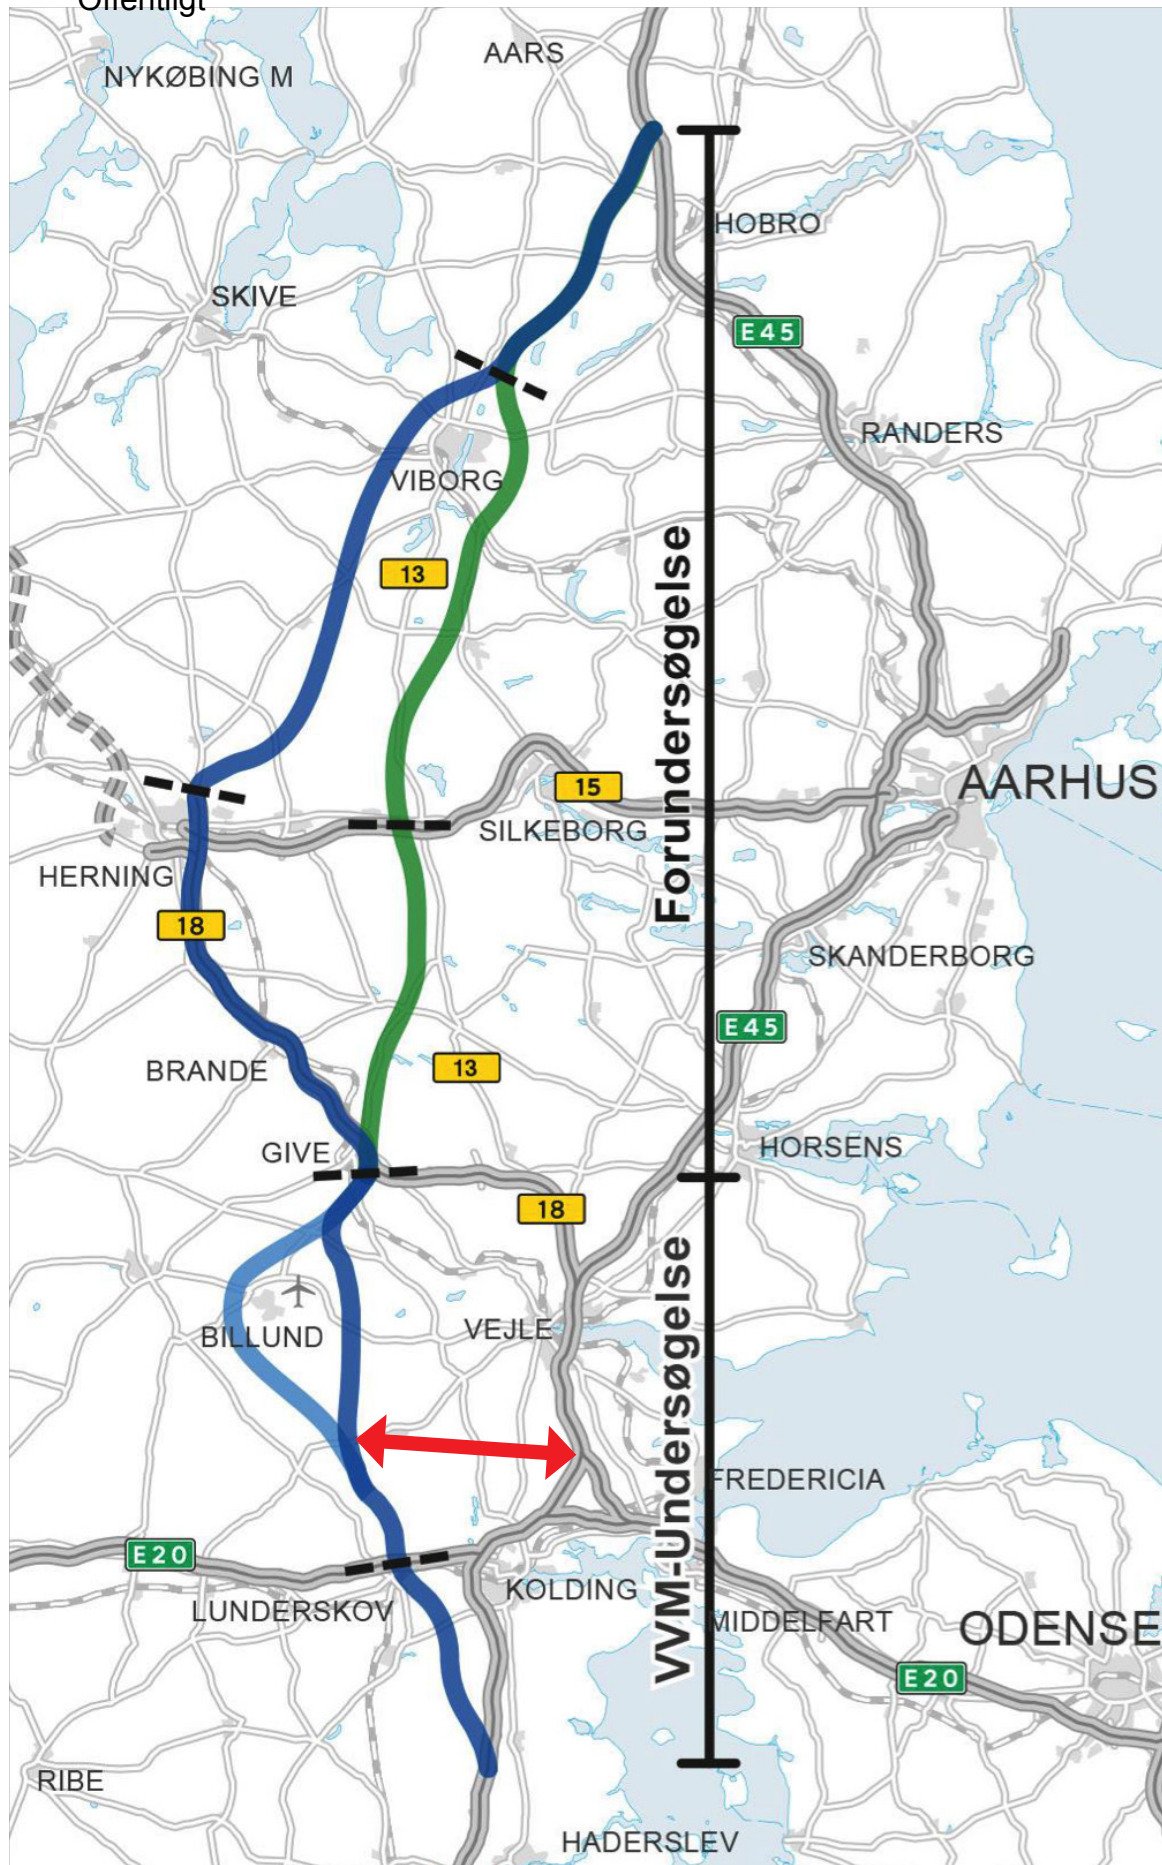 Offentligt
AARS
NYKØBING M
HOBRO
SKIVE
E45
RANDERS
VIBORG
13
Forundersøgelse
15
AARHUS
SILKEBORG
HERNING
18
SKANDERBORG
E45
13
BRANDE
HORSENS
GIVE
18
VVM-Undersøgelse
BILLUND
VEJLE
FREDERICIA
E20
KOLDING
LUNDERSKOV
MIDDELFART
ODENSE
E20
RIBE
HADERSLEV